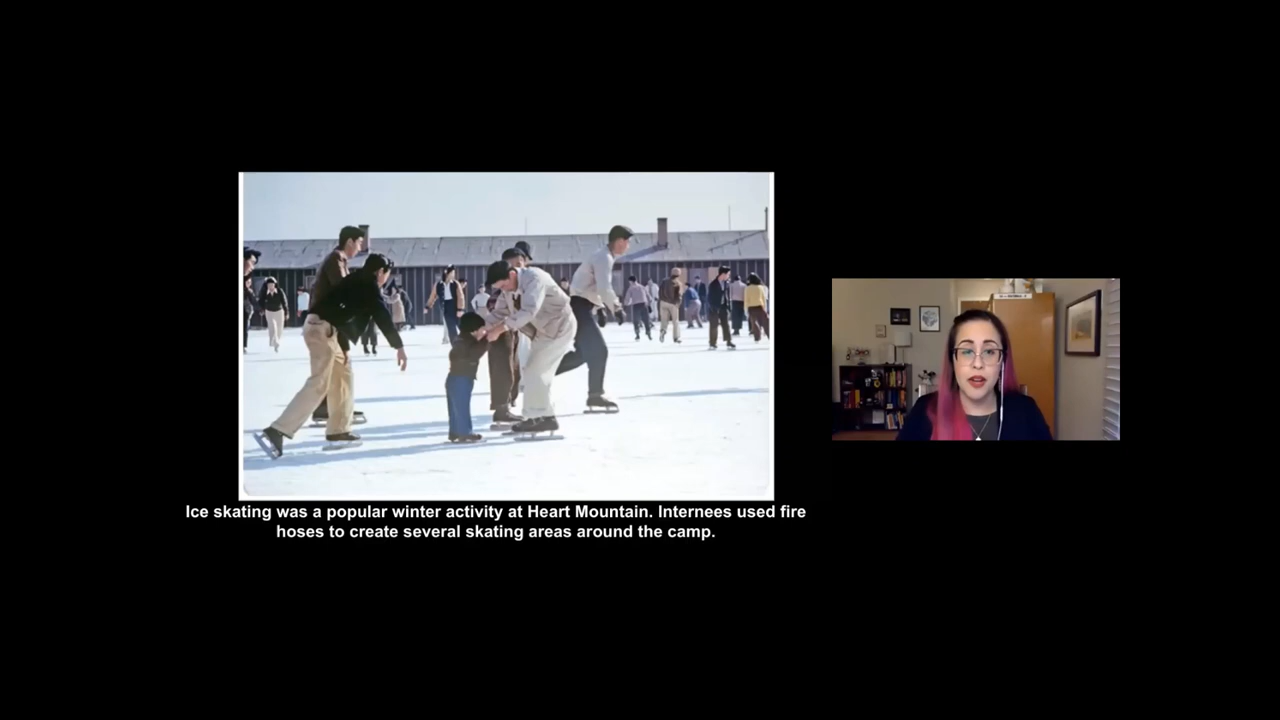 Ice skating was a popular winter activity at Heart Mountain. Internees used fire
hoses to create several skating areas around the camp.